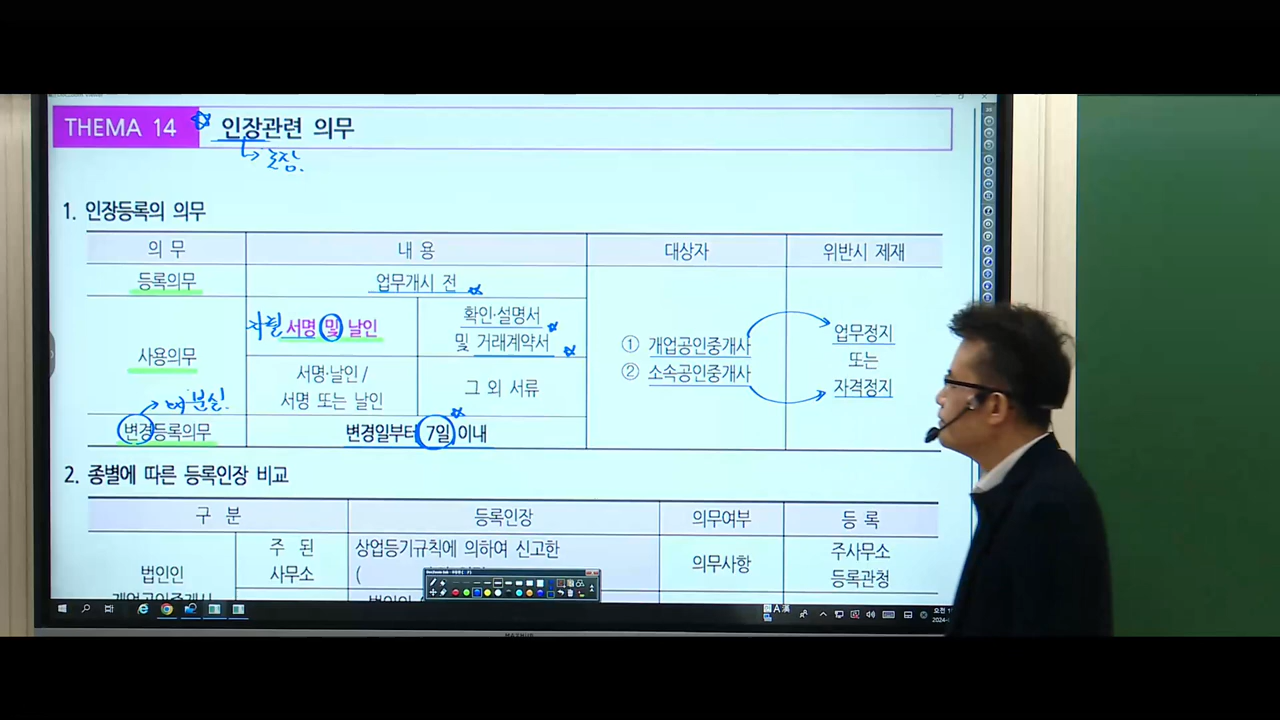 THEMA 14
인장관련 의무
도장.
1. 인장등록의 의무
의 무
내 용
대상자
위반시 제재
등록의무
업무개시 전
사용의무
서명 및 날인
확인·설명서
및 거래계약서
서명·날인 /
서명 또는 날인
그 외 서류
① 개업공인중개사
② 소속공인중개사
업무정지
또는
자격정지
분실!
변경등록의무
변경일부터 7일 이내
2. 종별에 따른 등록인장 비교
구 분
등록인장
의무여부
등 록
법인인
주 된
사무소
상업등기규칙에 의하여 신고한
(
의무사항
주사무소
등록관청